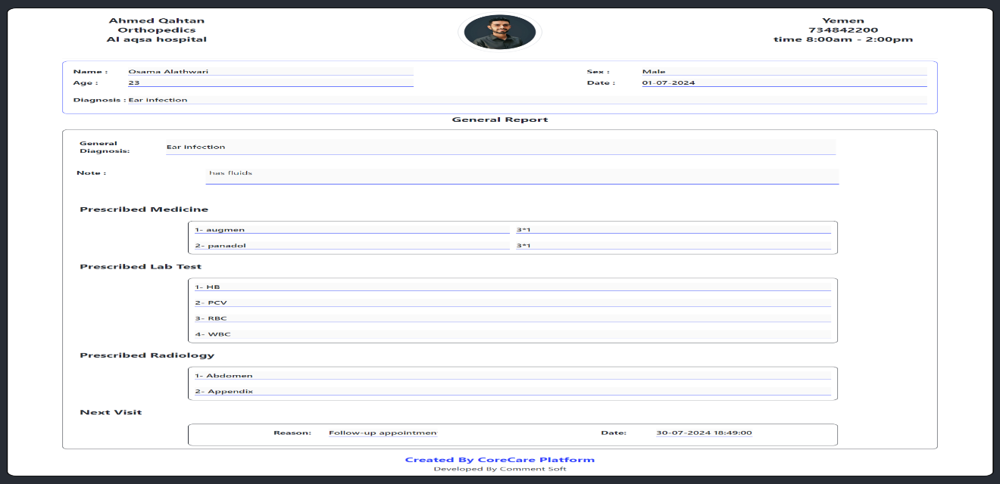 Ahmed Qahtan
Orthopedics
Al aqsa hospital
Yemen
734842200
time 8:00am - 2:00pm
Name : Osama Alathwari
Sex : Male
Age : 23
Date : 01-07-2024
Diagnosis : Ear infection
General Report
General
Diagnosis:
Ear infection
Note : has fluids
Prescribed Medicine
1- augmen 3*1
2- panadol 3*1
Prescribed Lab Test
1- HB
2- PCV
3- RBC
4- WBC
Prescribed Radiology
1- Abdomen
2- Appendix
Next Visit
Reason: Follow-up appointmen Date: 30-07-2024 18:49:00
Created By CoreCare Platform
Developed By Comment Soft